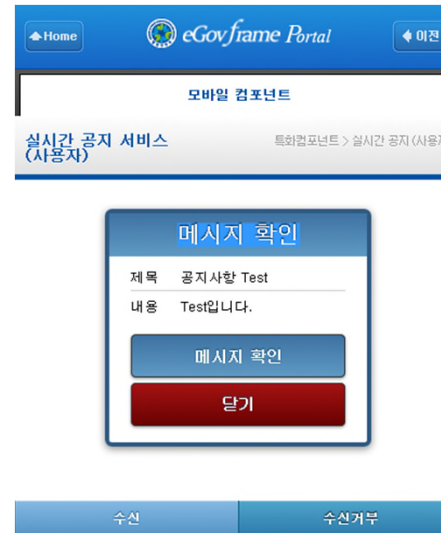 Home
eGovframe Portal
이전
모바일 컴포넌트
실시간 공지 서비스
(사용자)
특화컴포넌트 > 실시간 공지 (사용자
메시지 확인
제목 공지사항 Test
내용 Test입니다.
메시지 확인
닫기
수신 수신거부